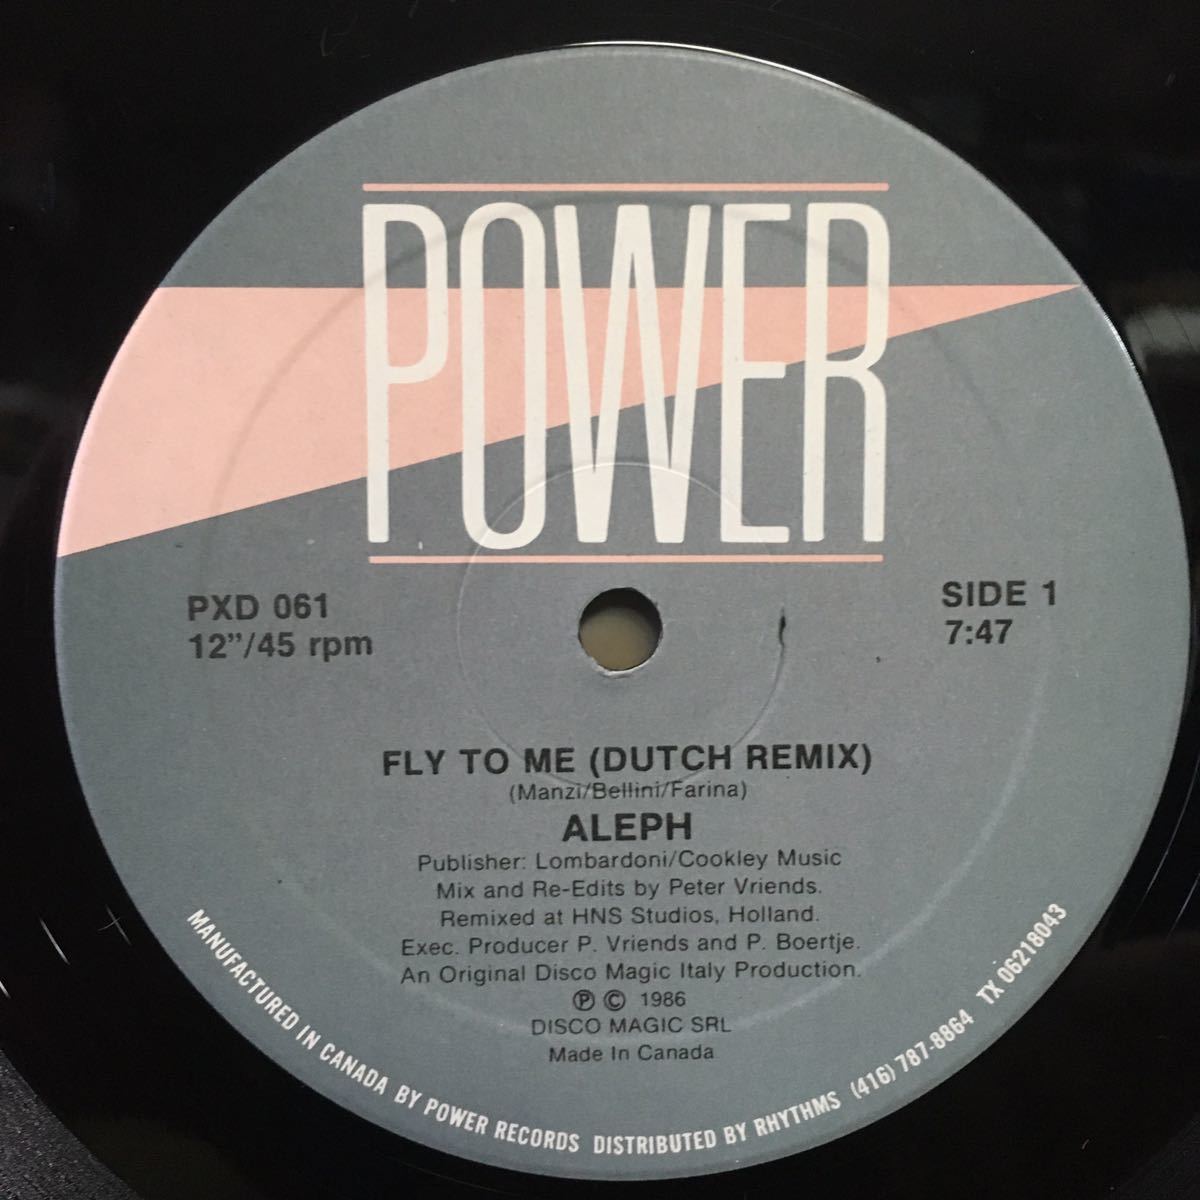 POWER
PXD 061
12”/45 rpm
SIDE 1
7:47
FLY TO ME (DUTCH REMIX)
(Manzi/Bellini/Farina)
ALEPH
Publisher: Lombardoni/Cookley Music
Mix and Re-Edits by Peter Vriends.
Remixed at HNS Studios, Holland.
Exec. Producer P. Vriends and P. Boertje.
An Original Disco Magic Italy Production.
℗ © 1986
DISCO MAGIC SRL
Made In Canada
MANUFACTURED IN CANADA BY POWER RECORDS DISTRIBUTED BY RHYTHMS (416) 787-8864 TX 06218043